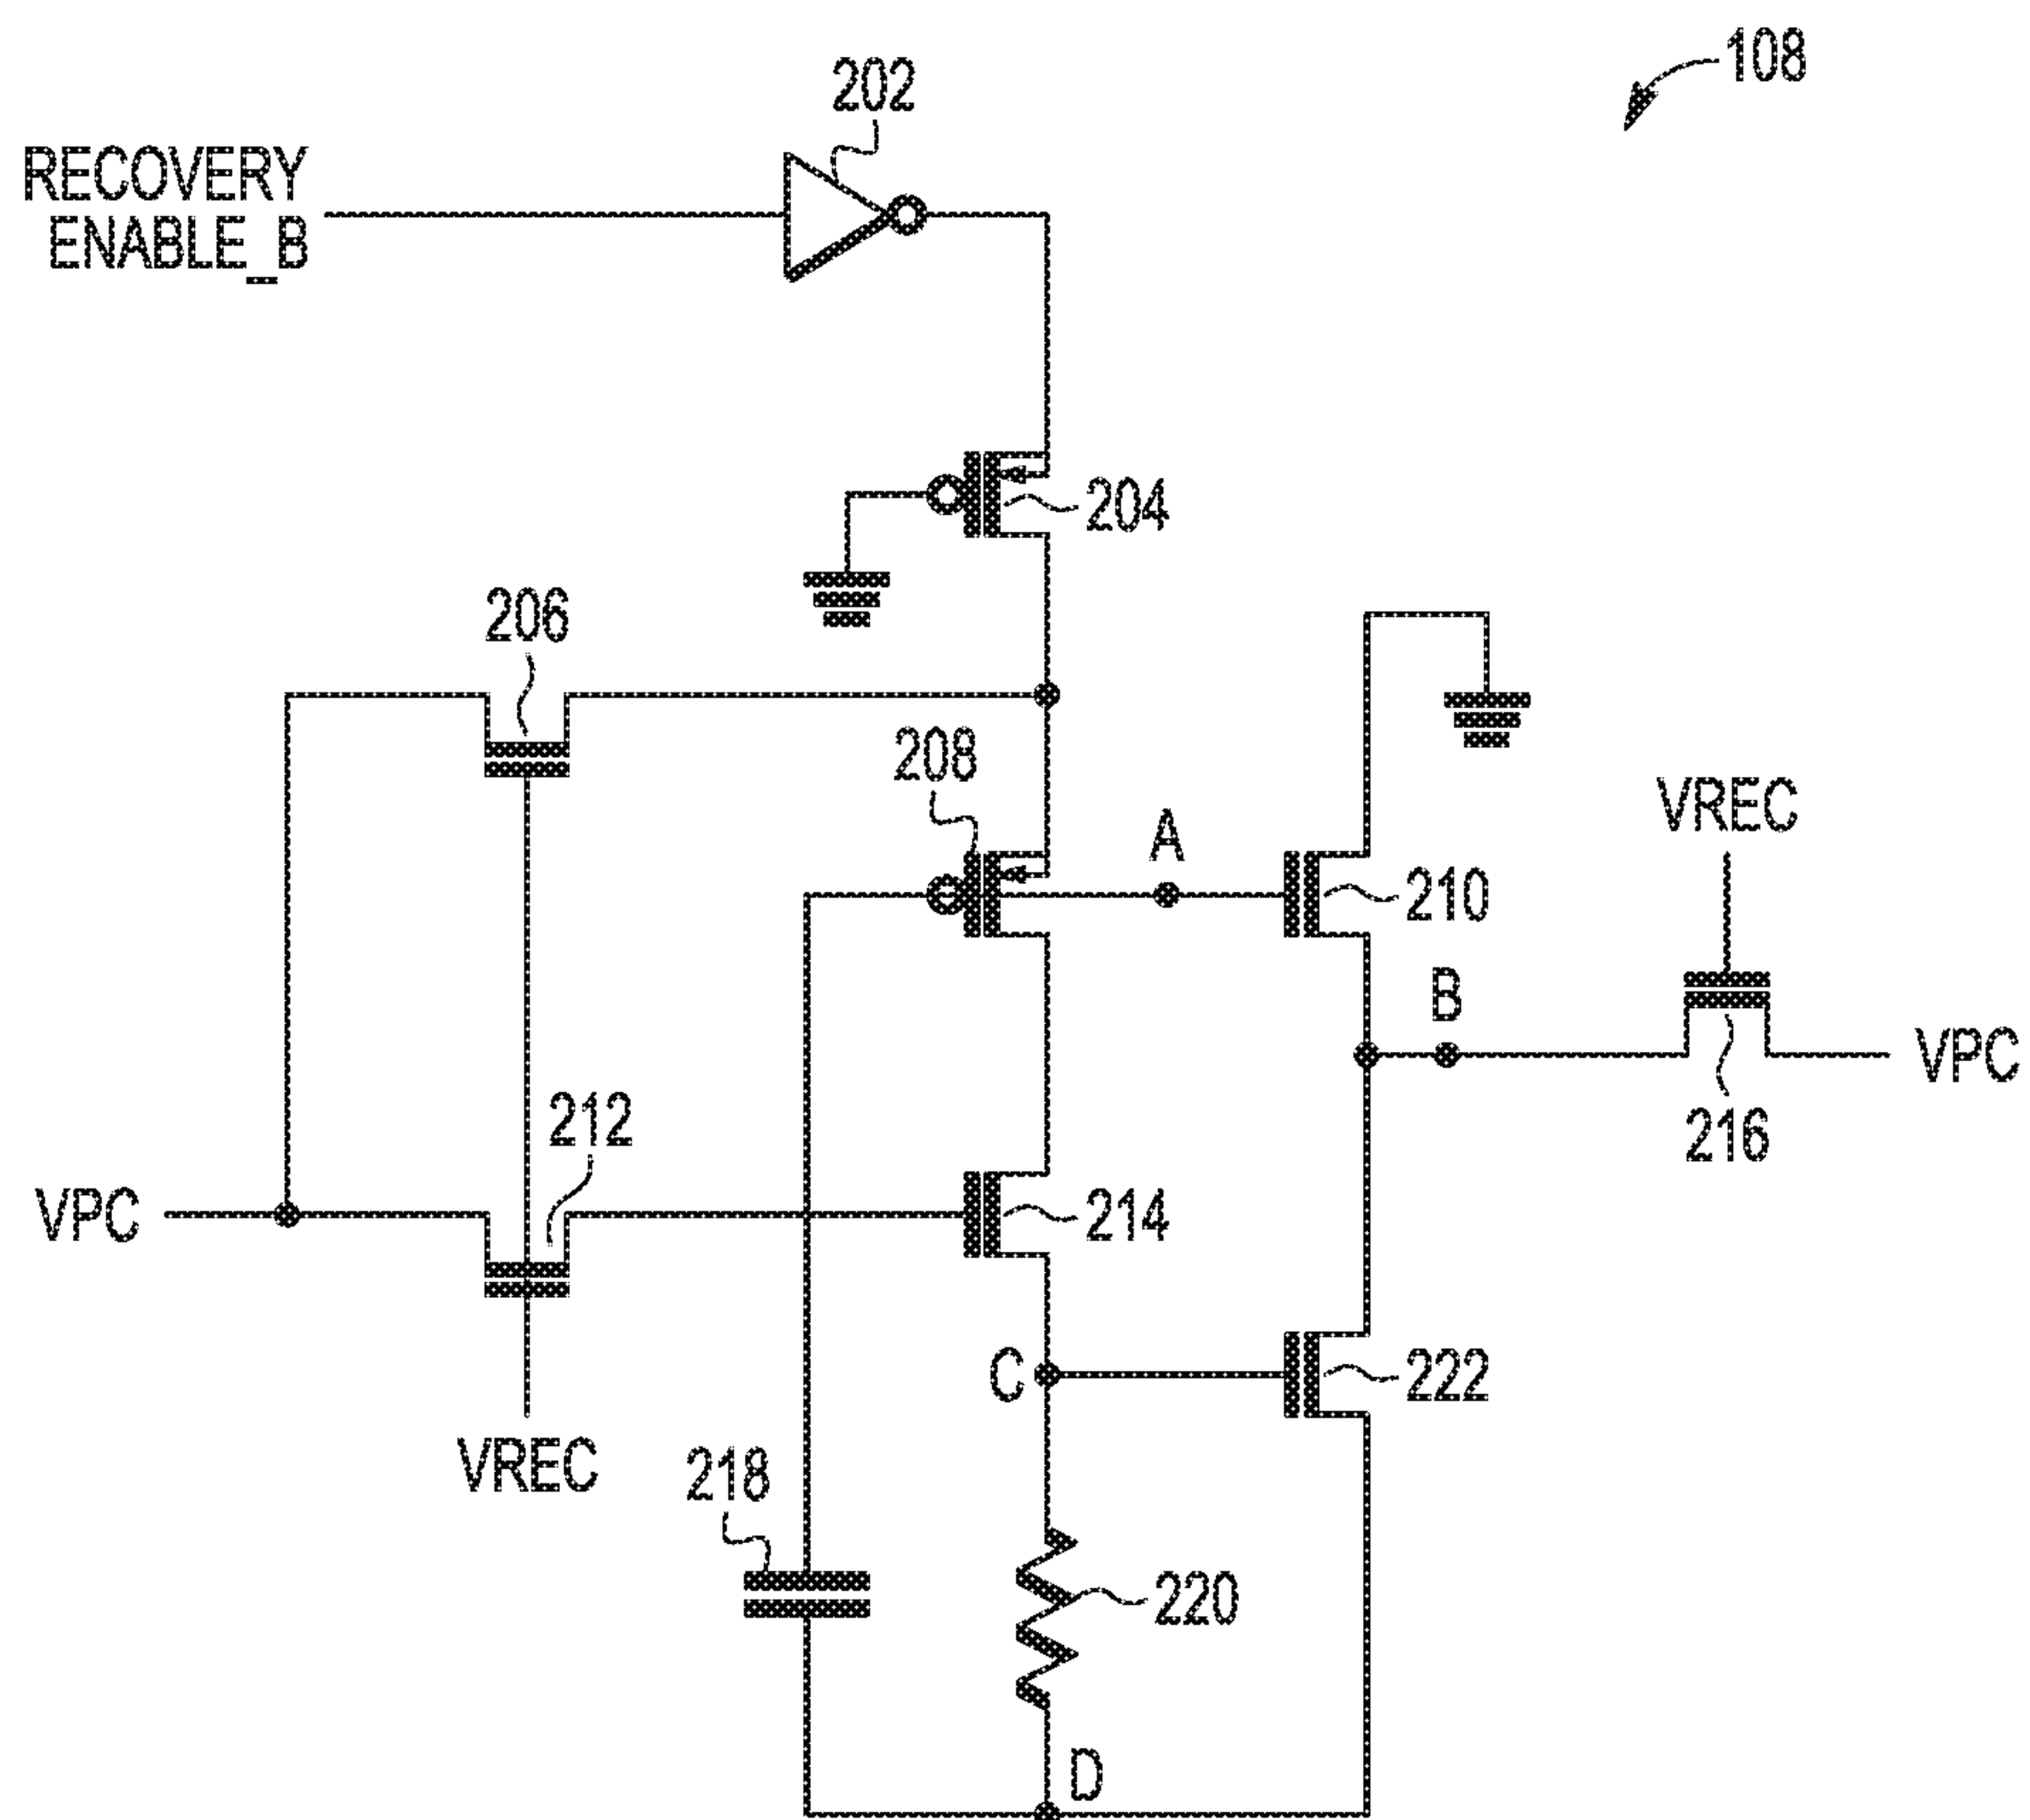 108
202
RECOVERY
ENABLE_B
204
206
208
A
210
VREC
B
VPC
216
212
VPC
214
C
222
VREC
218
220
D